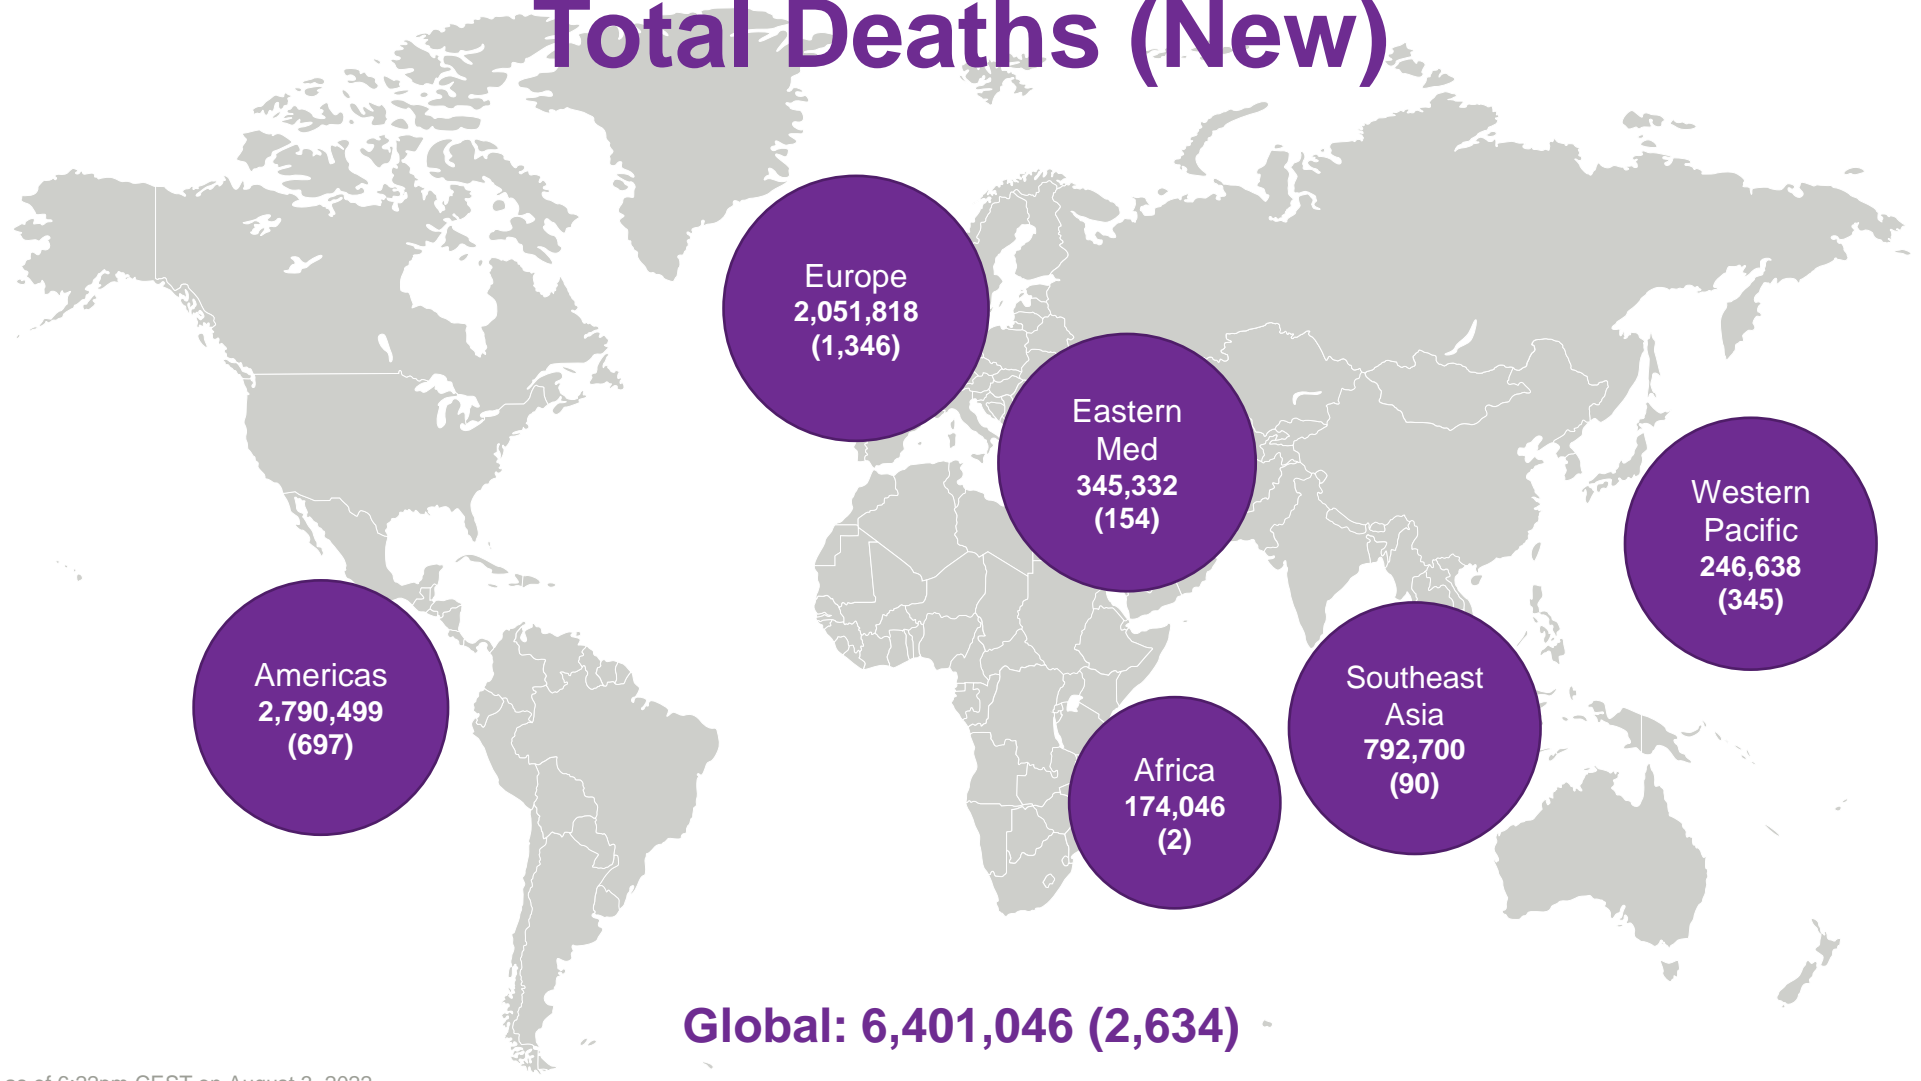 Total Deaths (New)
Europe
2,051,818
(1,346)
Eastern
Med
345,332
(154)
Western
Pacific
246,638
(345)
Americas
2,790,499
(697)
Southeast
Asia
792,700
(90)
Africa
174,046
(2)
Global: 6,401,046 (2,634)